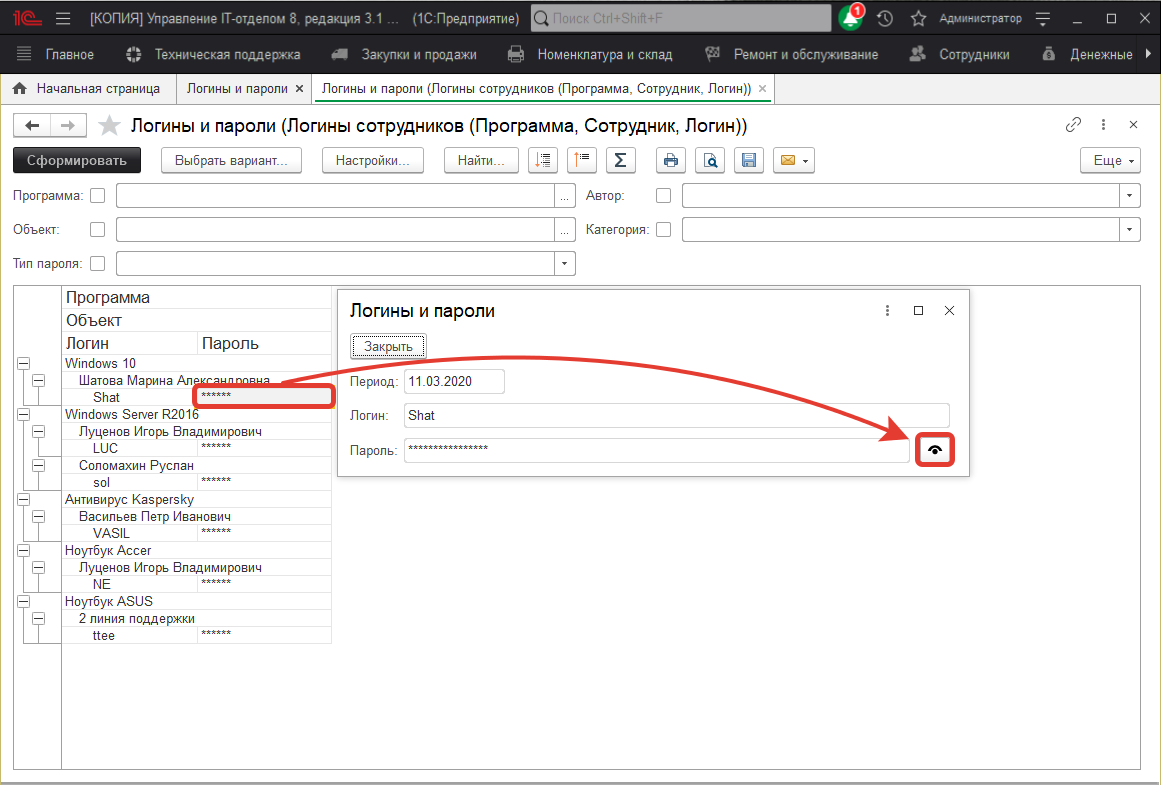 1С [КОПИЯ] Управление IT-отделом 8, редакция 3.1 ... (1С:Предприятие) Поиск Ctrl+Shift+F 1 Администратор
Главное Техническая поддержка Закупки и продажи Номенклатура и склад Ремонт и обслуживание Сотрудники Денежные
Начальная страница Логины и пароли × Логины и пароли (Логины сотрудников (Программа, Сотрудник, Логин)) ×
Логины и пароли (Логины сотрудников (Программа, Сотрудник, Логин))
Сформировать Выбрать вариант... Настройки... Найти... Σ Еще
Программа: ... Автор:
Объект: ... Категория:
Тип пароля:
Программа
Объект
Логин Пароль
Windows 10
Шатова Марина Александровна
Shat ******
Windows Server R2016
Луценов Игорь Владимирович
LUC ******
Соломахин Руслан
sol ******
Антивирус Kaspersky
Васильев Петр Иванович
VASIL ******
Ноутбук Accer
Луценов Игорь Владимирович
NE ******
Ноутбук ASUS
2 линия поддержки
ttee ******
Логины и пароли
Закрыть
Период: 11.03.2020
Логин: Shat
Пароль: ****************